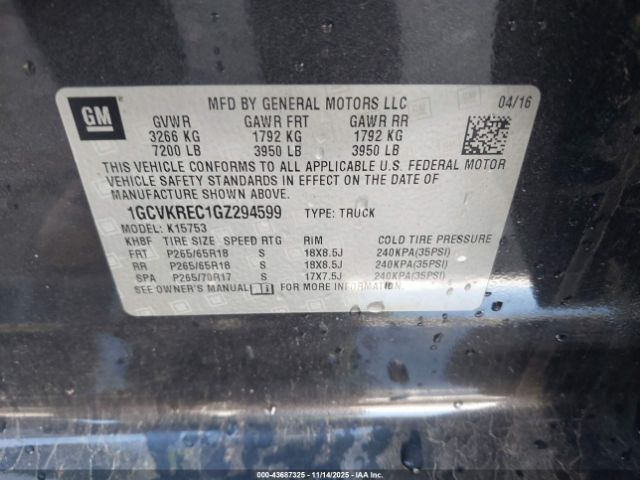 GM
MFD BY GENERAL MOTORS LLC 04/16
GVWR GAWR FRT GAWR RR
3266 KG 1792 KG 1792 KG
7200 LB 3950 LB 3950 LB
THIS VEHICLE CONFORMS TO ALL APPLICABLE U.S. FEDERAL MOTOR
VEHICLE SAFETY STANDARDS IN EFFECT ON THE DATE OF
MANUFACTURE SHOWN ABOVE.
1GCVKREC1GZ294599 TYPE: TRUCK
MODEL: K15753
KHBF TIRE SIZE SPEED RTG RIM COLD TIRE PRESSURE
FRT P265/65R18 S 18X8.5J 240KPA(35PSI)
RR P265/65R18 S 18X8.5J 240KPA(35PSI)
SPA P265/70R17 S 17X7.5J 240KPA(35PSI)
SEE OWNER'S MANUAL FOR MORE INFORMATION.
000-43687325 - 11/14/2025 - IAAI.COM